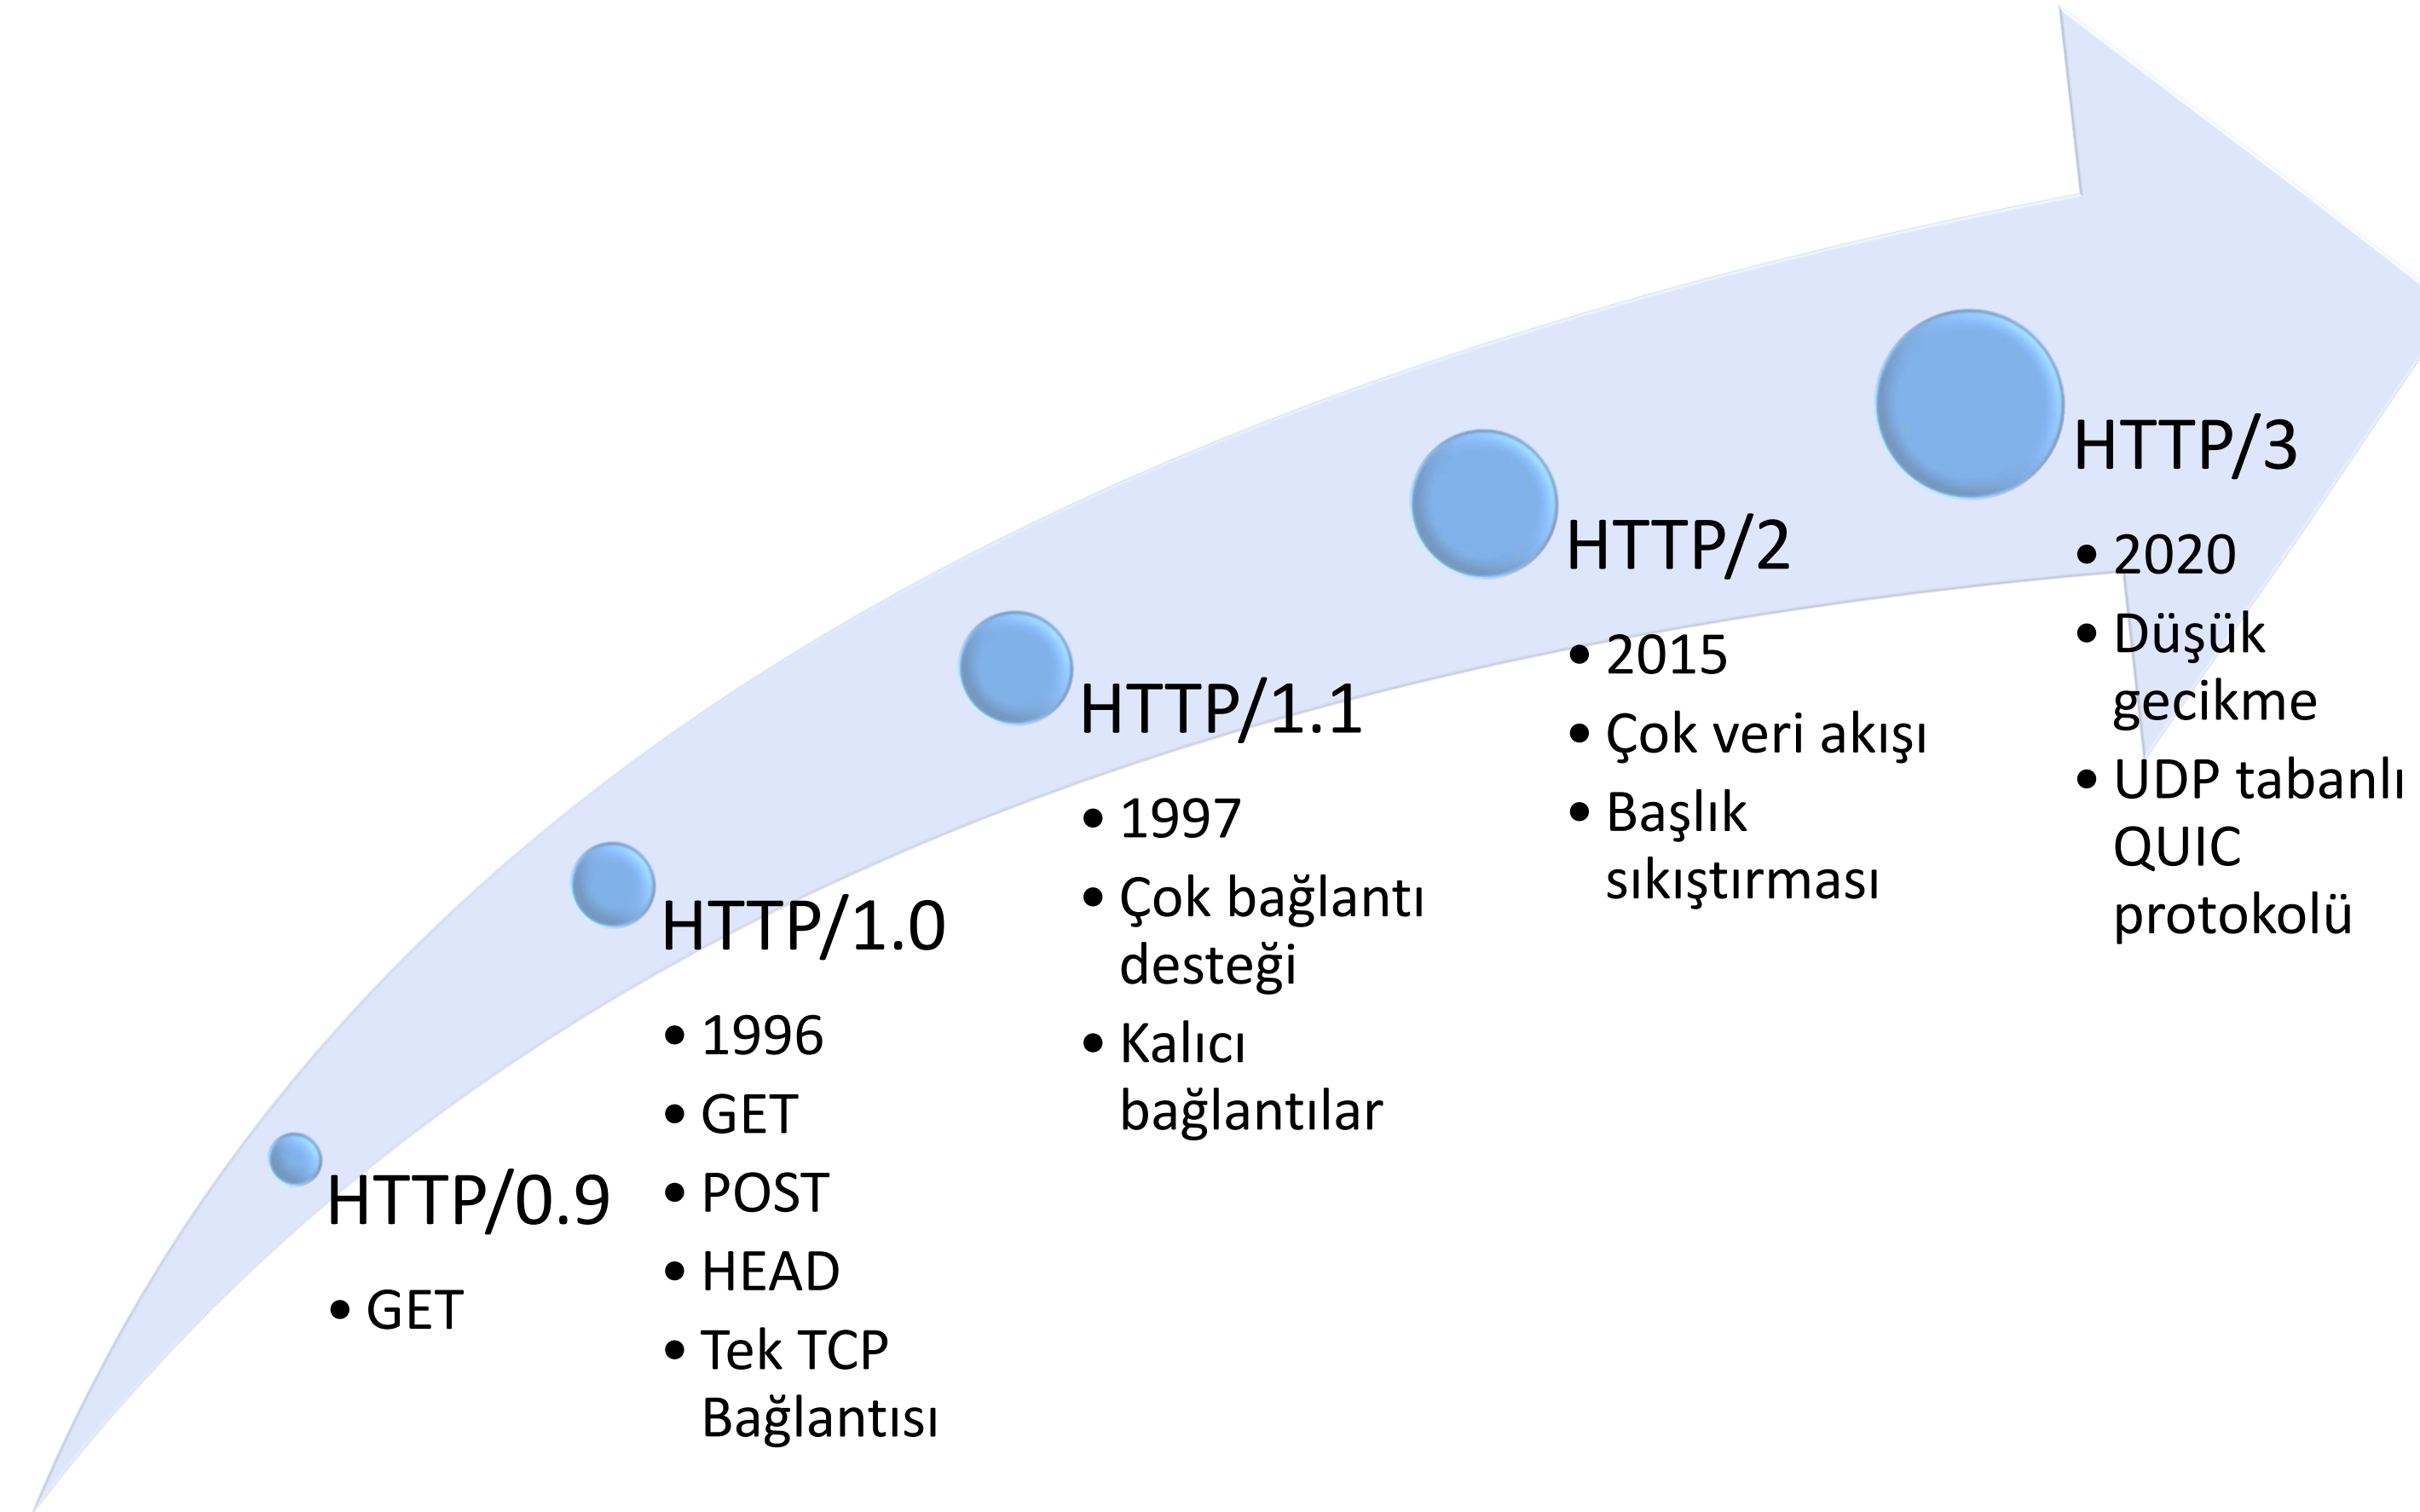 HTTP/0.9
• GET
HTTP/1.0
• 1996
• GET
• POST
• HEAD
• Tek TCP
Bağlantısı
HTTP/1.1
• 1997
• Çok bağlantı
desteği
• Kalıcı
bağlantılar
HTTP/2
• 2015
• Çok veri akışı
• Başlık
sıkıştırması
HTTP/3
• 2020
• Düşük
gecikme
• UDP tabanlı
QUIC
protokolü